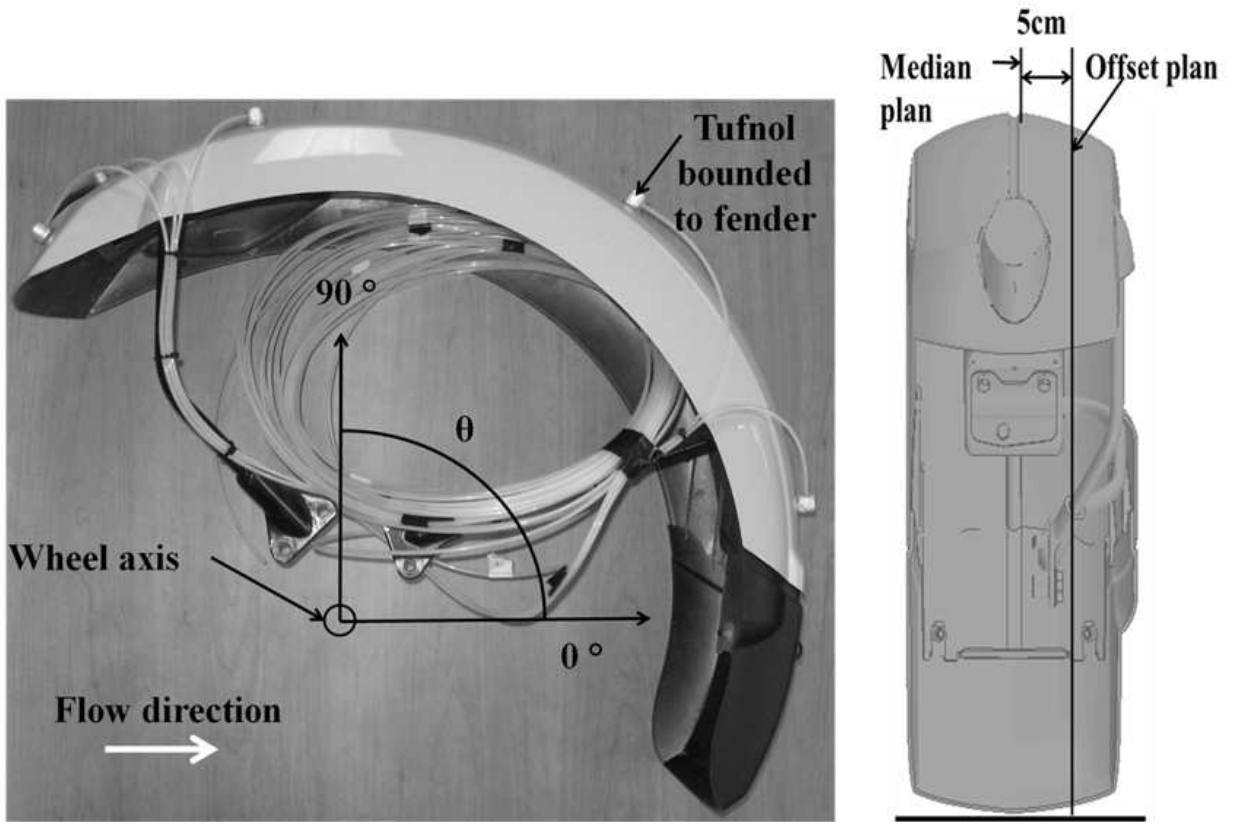 5cm
Median
plan
Offset plan
Tufnol
bounded
to fender
90 °
θ
Wheel axis
0 °
Flow direction